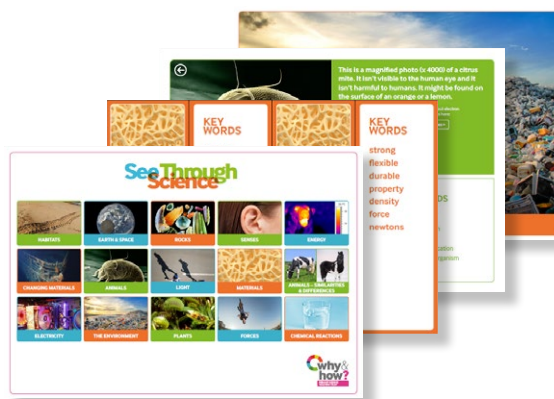 This is a magnified photo (x 4000) of a citrus
mite. It isn't visible to the human eye and it
isn't harmful to humans. It might be found on
the surface of an orange or a lemon.
KEY
WORDS
KEY
WORDS
strong
flexible
durable
property
density
force
newtons
See Through
Science
HABITATS
EARTH & SPACE
ROCKS
SENSES
ENERGY
CHANGING MATERIALS
ANIMALS
LIGHT
MATERIALS
ANIMALS - SIMILARITIES
& DIFFERENCES
ELECTRICITY
THE ENVIRONMENT
PLANTS
FORCES
CHEMICAL REACTIONS
why&
how?